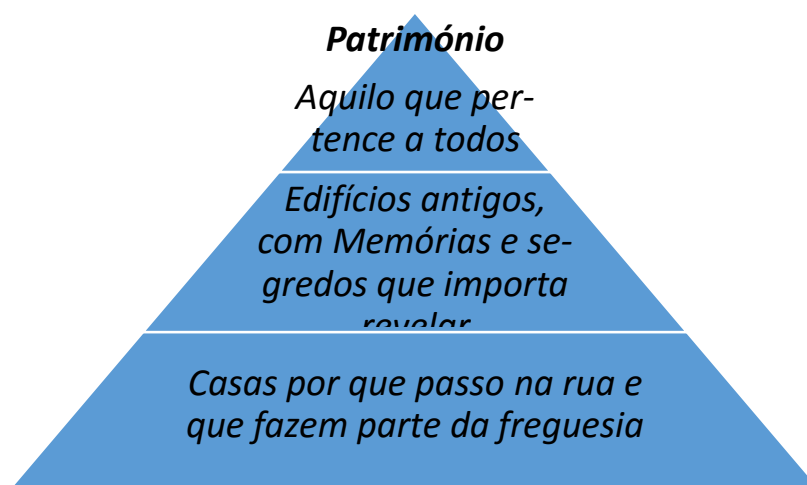 Património
Aquilo que per-
tence a todos
Edifícios antigos,
com Memórias e se-
gredos que importa
revelar
Casas por que passo na rua e
que fazem parte da freguesia